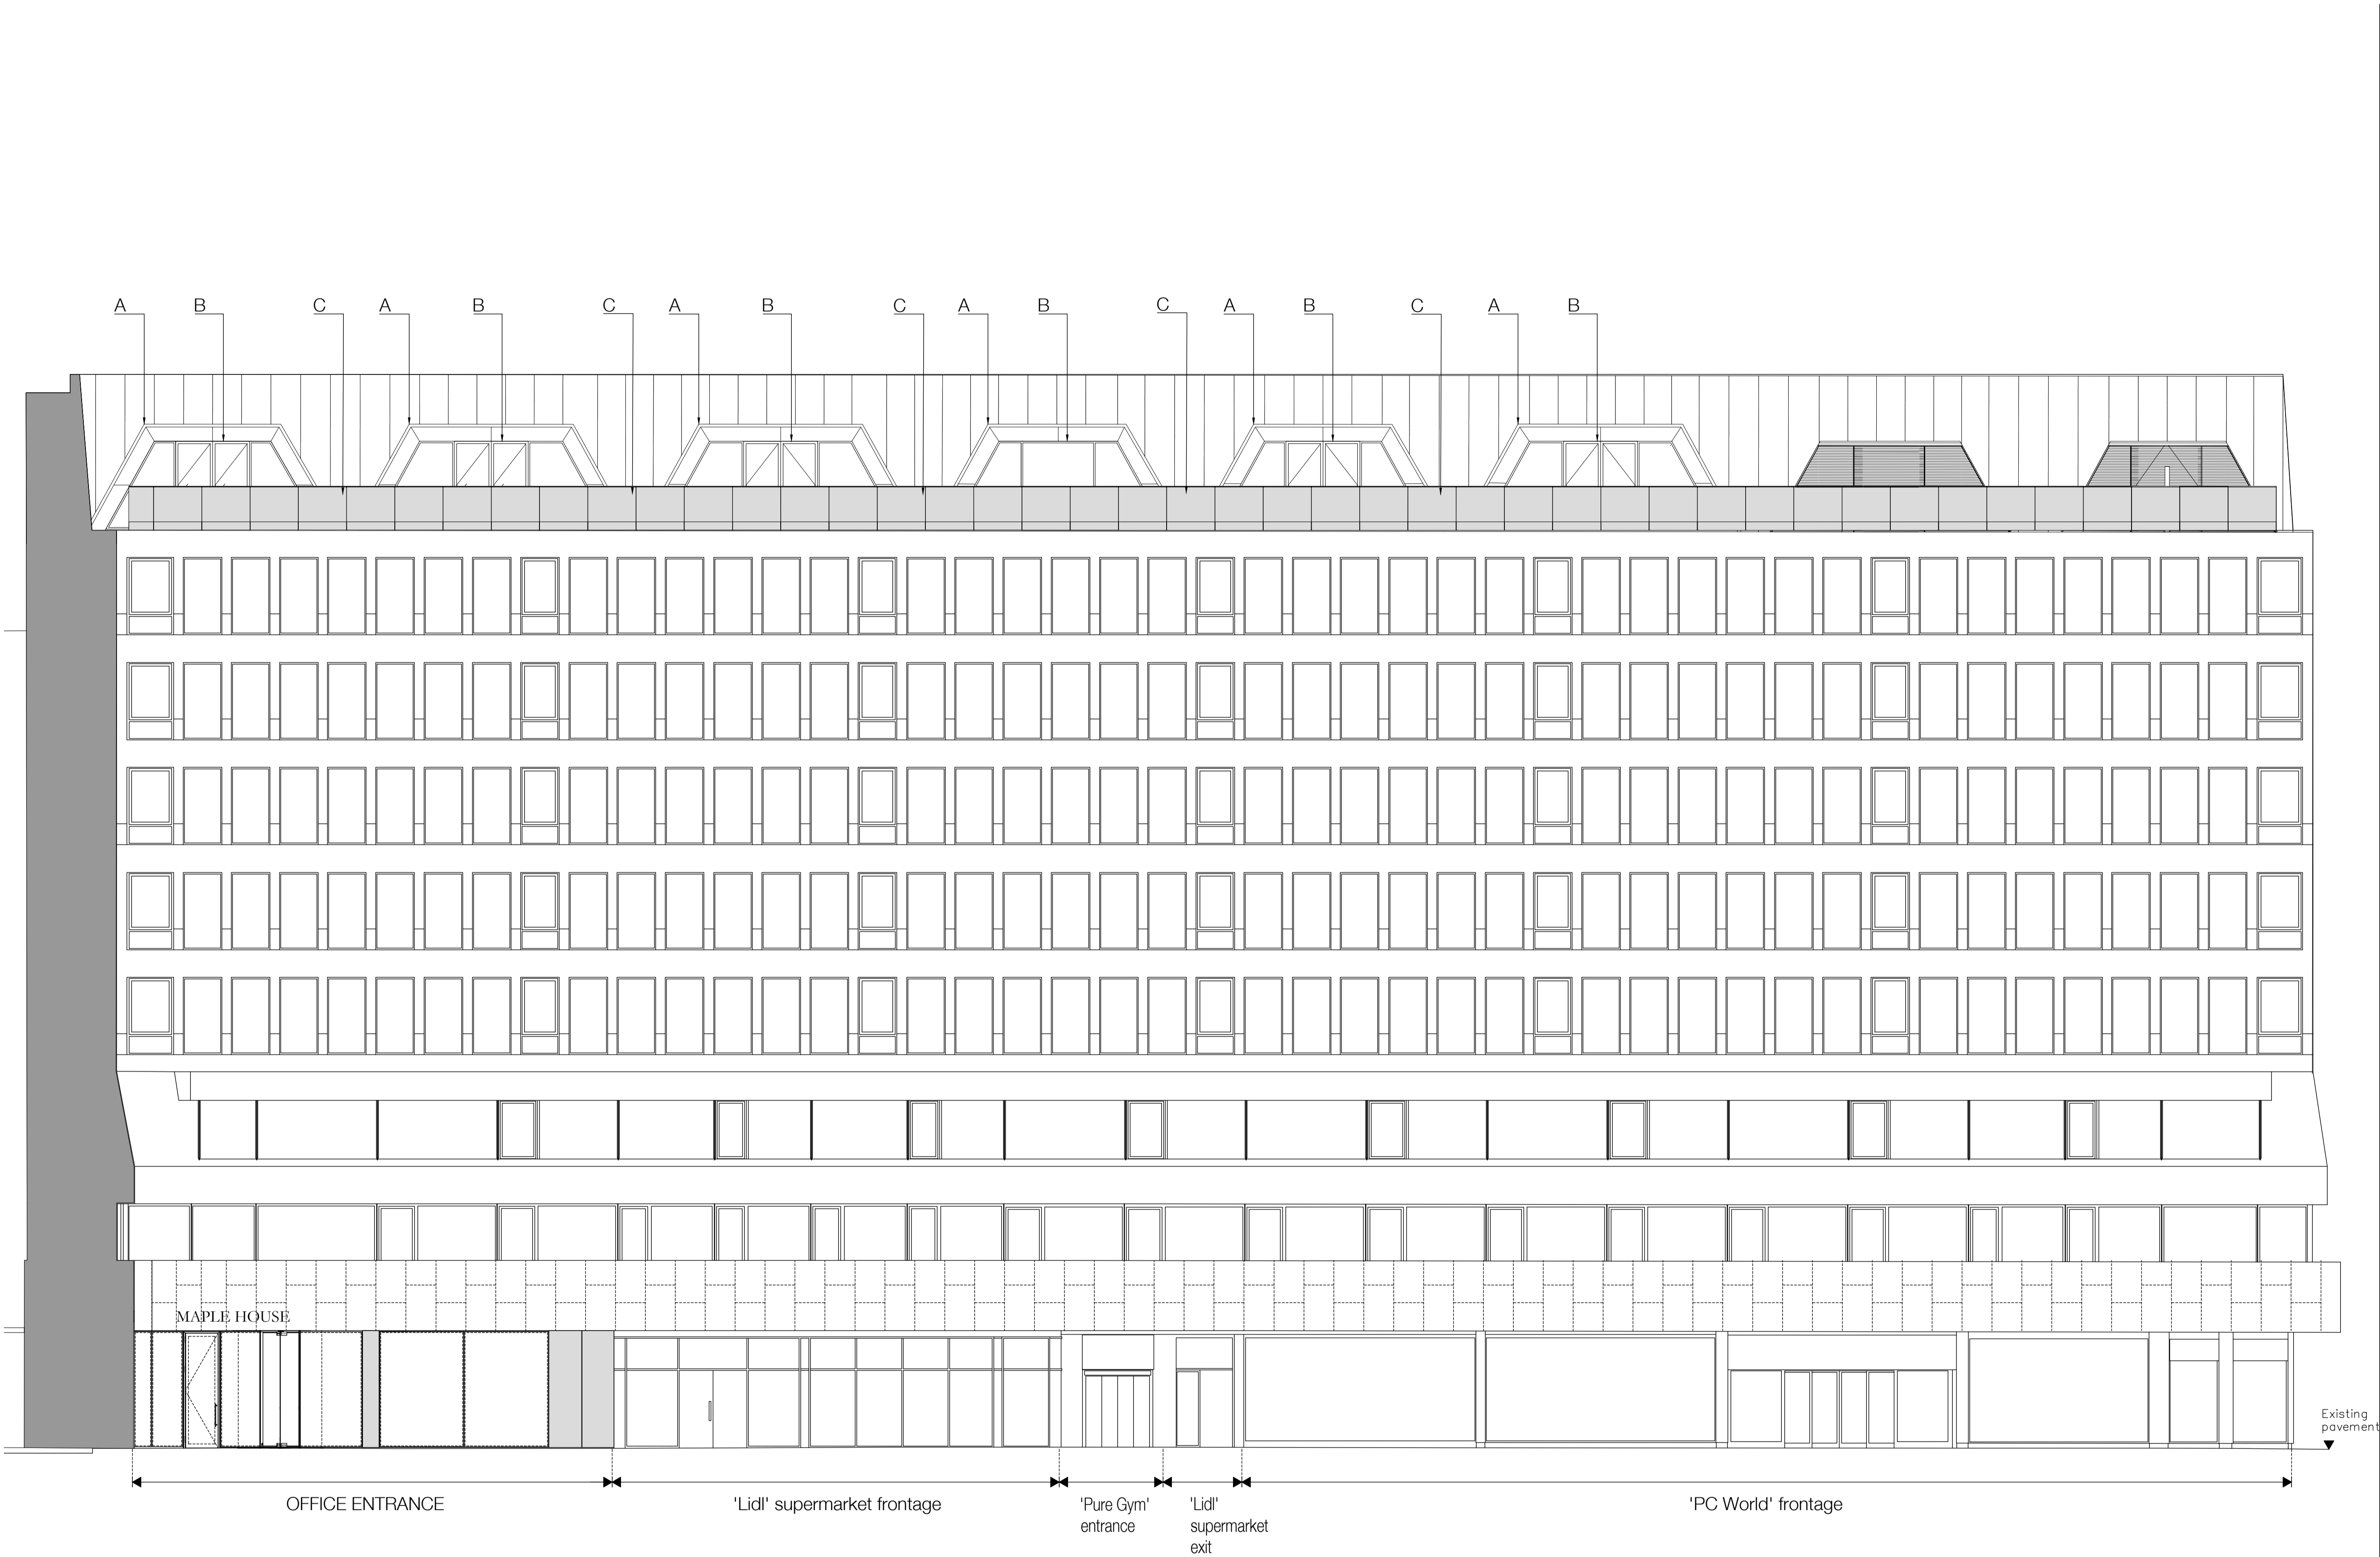 A B C A B C A B C A B C A B C A B
MAPLE HOUSE
Existing
pavement
OFFICE ENTRANCE
'Lidl' supermarket frontage
'Pure Gym'
entrance
'Lidl'
supermarket
exit
'PC World' frontage